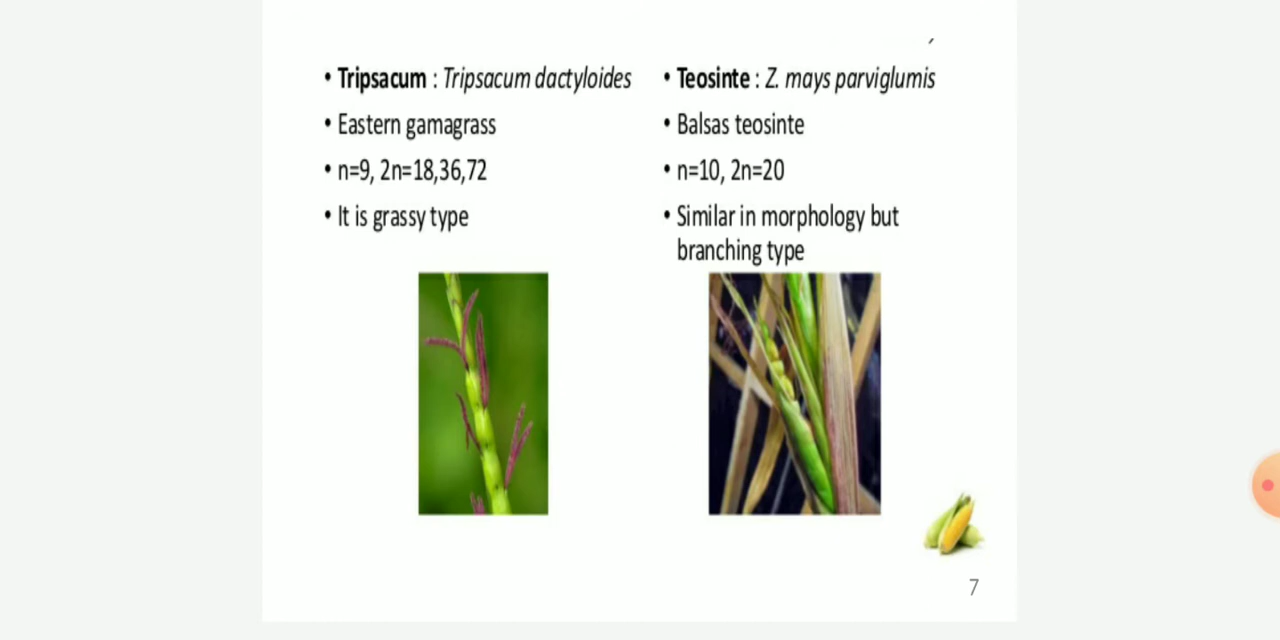 • Tripsacum : Tripsacum dactyloides
• Eastern gamagrass
• n=9, 2n=18,36,72
• It is grassy type
• Teosinte : Z. mays parviglumis
• Balsas teosinte
• n=10, 2n=20
• Similar in morphology but
branching type
7